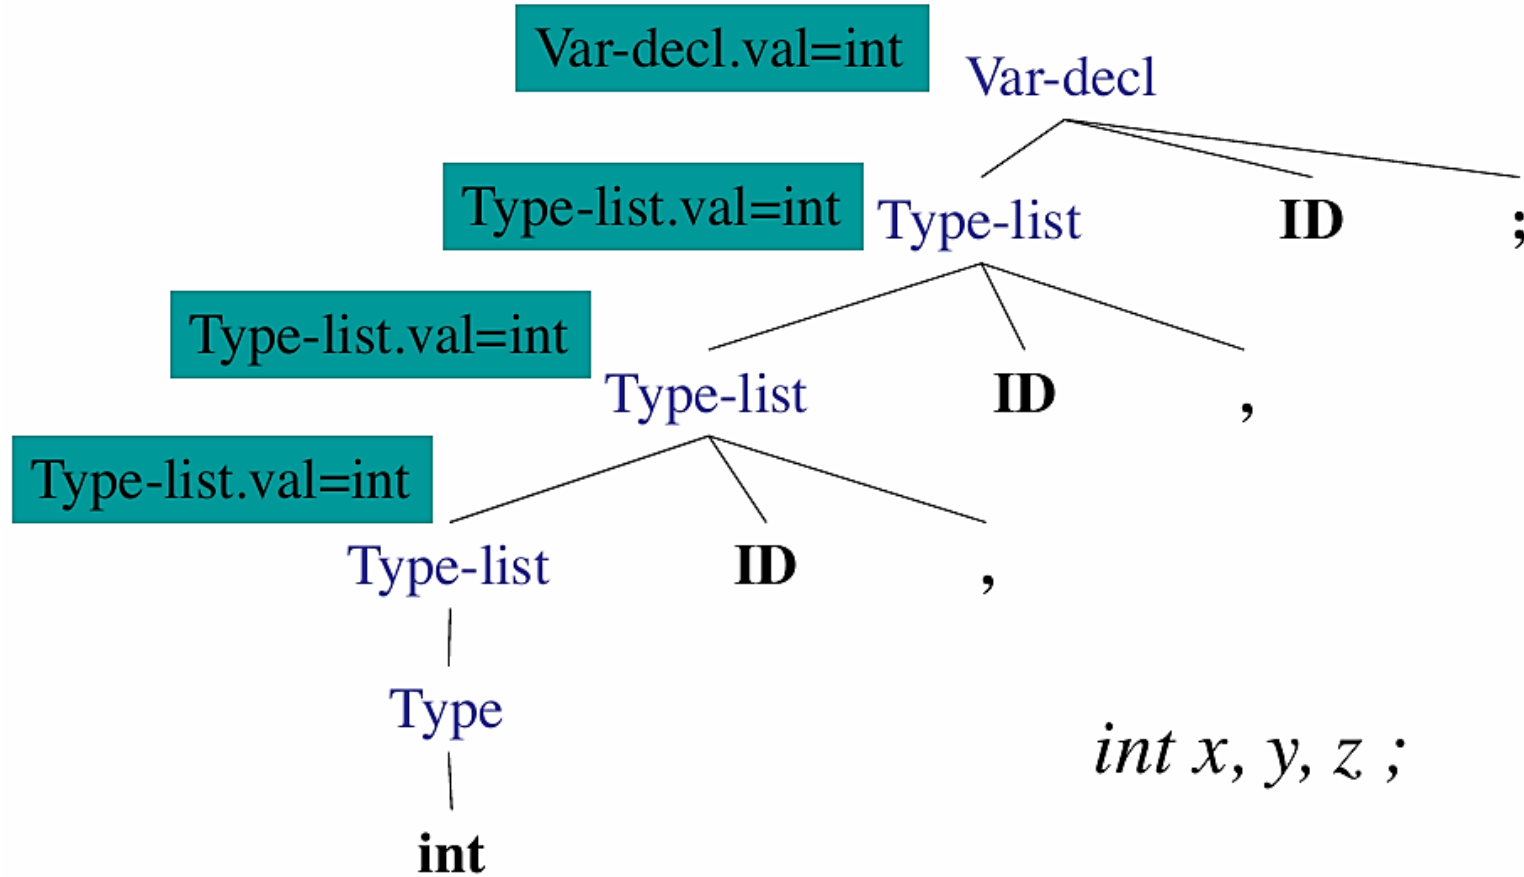 Var-decl.val=int
Var-decl
Type-list.val=int
Type-list
ID
;
Type-list.val=int
Type-list
ID
,
Type-list.val=int
Type-list
ID
,
Type
int x, y, z ;
int